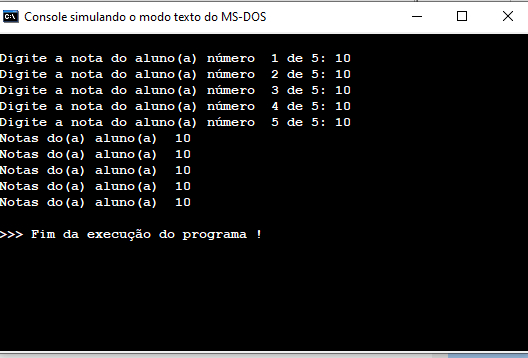 Console simulando o modo texto do MS-DOS
Digite a nota do aluno(a) número  1 de 5: 10
Digite a nota do aluno(a) número  2 de 5: 10
Digite a nota do aluno(a) número  3 de 5: 10
Digite a nota do aluno(a) número  4 de 5: 10
Digite a nota do aluno(a) número  5 de 5: 10
Notas do(a) aluno(a)  10
Notas do(a) aluno(a)  10
Notas do(a) aluno(a)  10
Notas do(a) aluno(a)  10
Notas do(a) aluno(a)  10
>>> Fim da execução do programa !